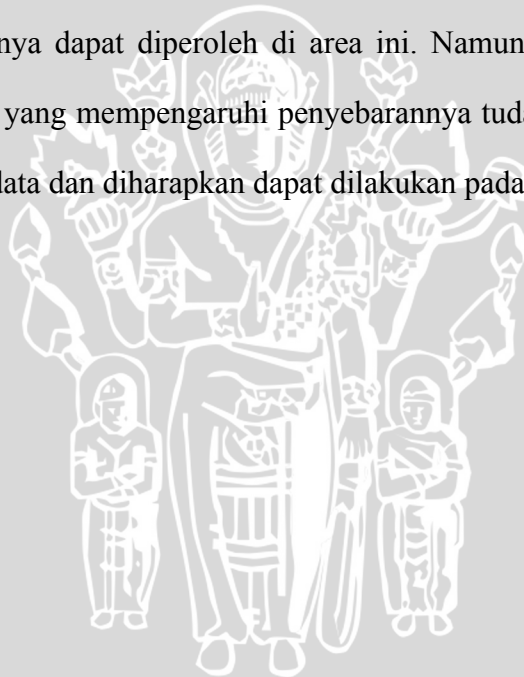 nya dapat diperoleh di area ini. Namun
yang mempengaruhi penyebarannya tuda
data dan diharapkan dapat dilakukan pada